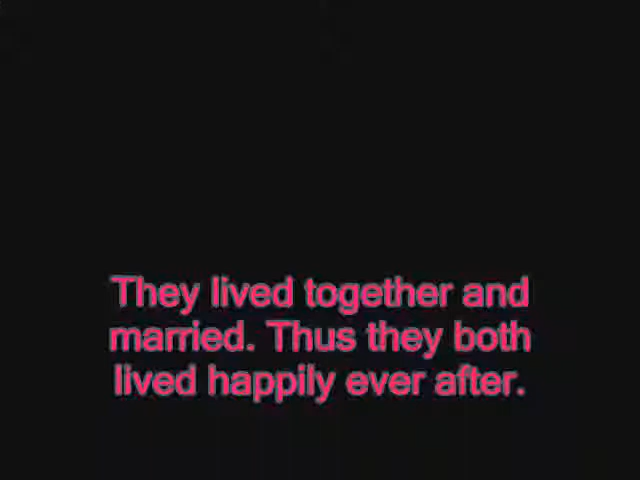 They lived together and
married. Thus they both
lived happily ever after.